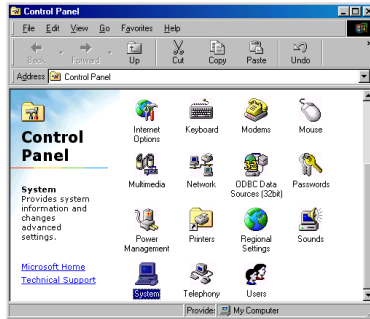 Control Panel
File Edit View Go Favorites Help
Back Forward Up Cut Copy Paste Undo
Address Control Panel
Control
Panel
System
Provides system
information and
changes
advanced
settings.
Microsoft Home
Technical Support
Internet
Options
Keyboard
Modems
Mouse
Multimedia
Network
ODBC Data
Sources (32bit)
Passwords
Power
Management
Printers
Regional
Settings
Sounds
System
Telephony
Users
Provide: My Computer